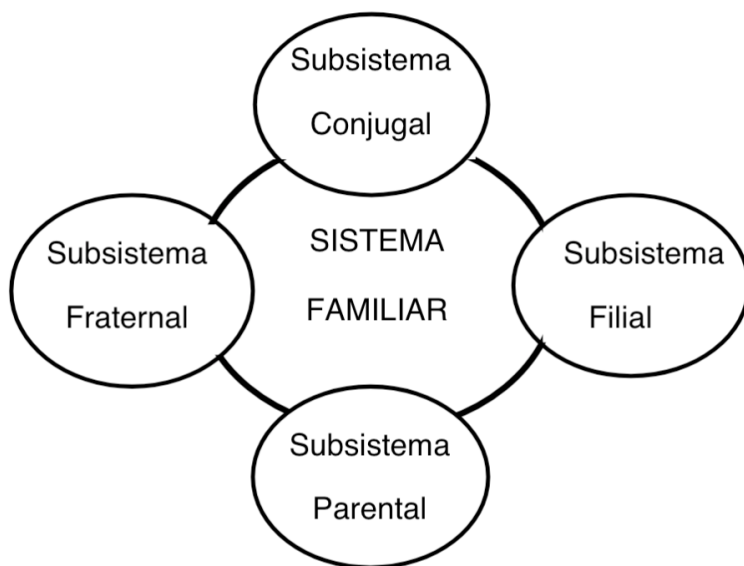 Subsistema
Conjugal
SISTEMA
FAMILIAR
Subsistema
Fraternal
Subsistema
Filial
Subsistema
Parental